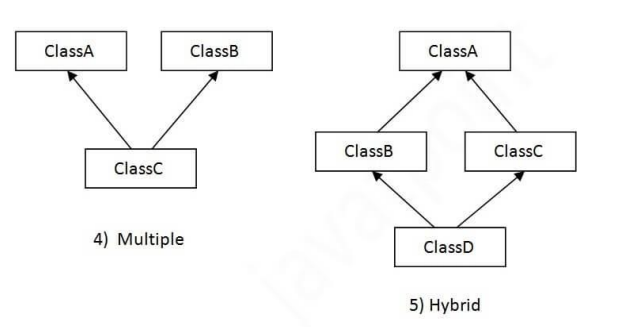 ClassA
ClassB
ClassC
4) Multiple
ClassA
ClassB
ClassC
ClassD
5) Hybrid